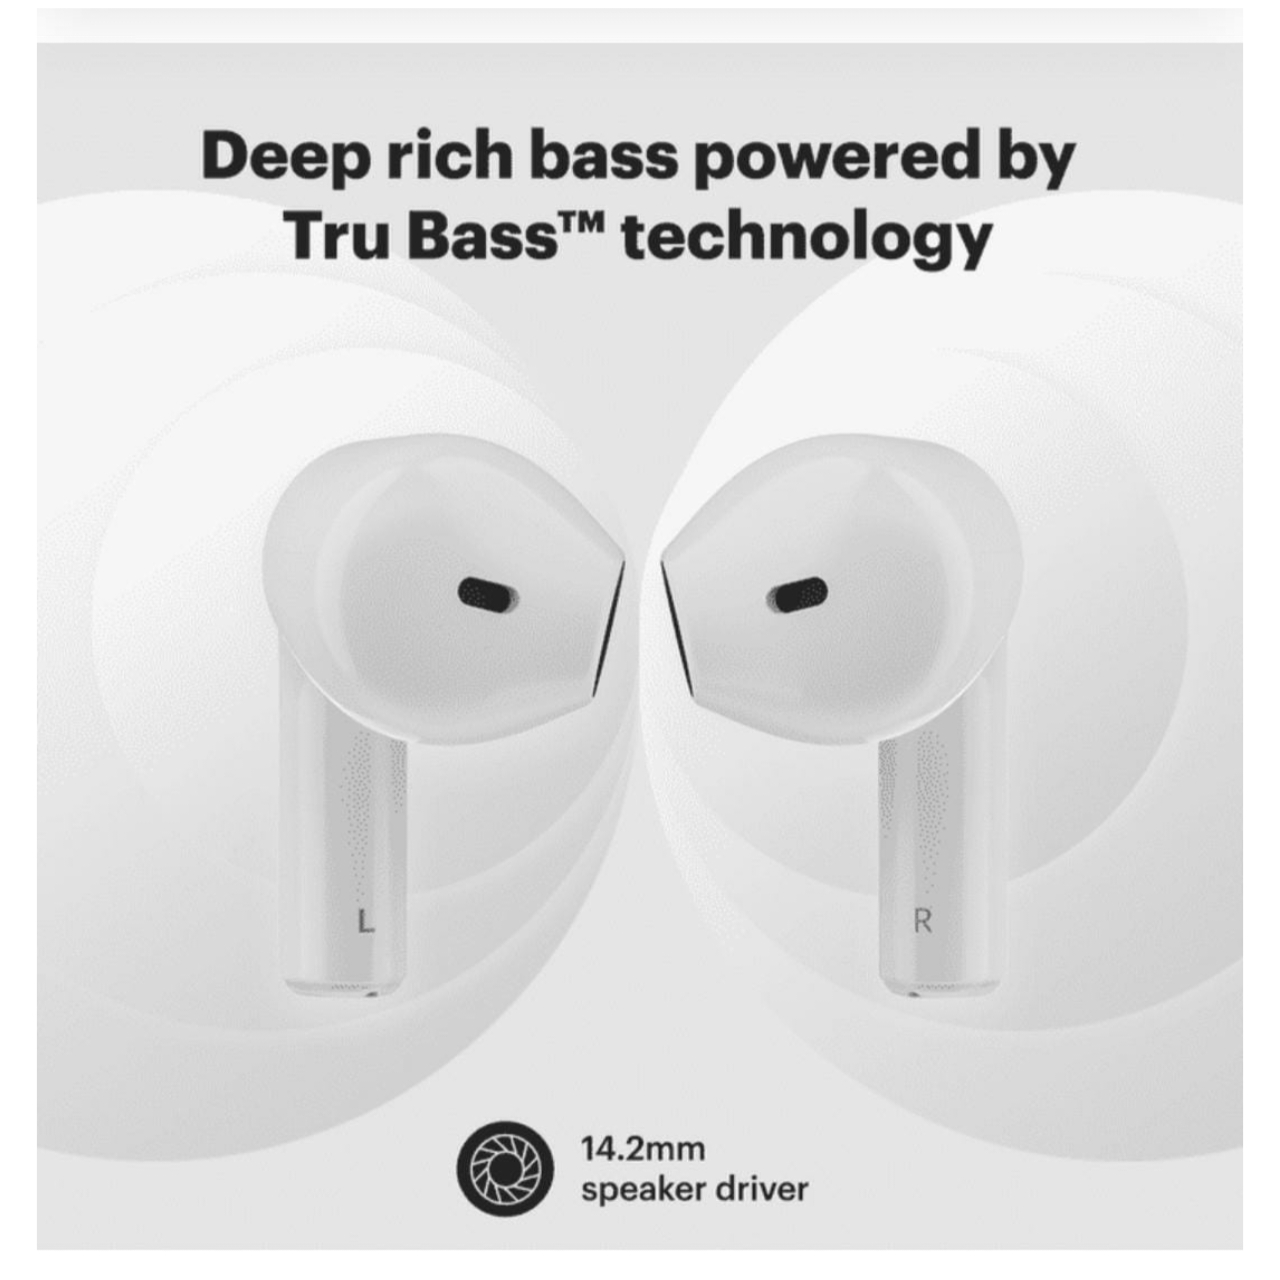 Deep rich bass powered by
Tru Bass™ technology
L
R
14.2mm
speaker driver